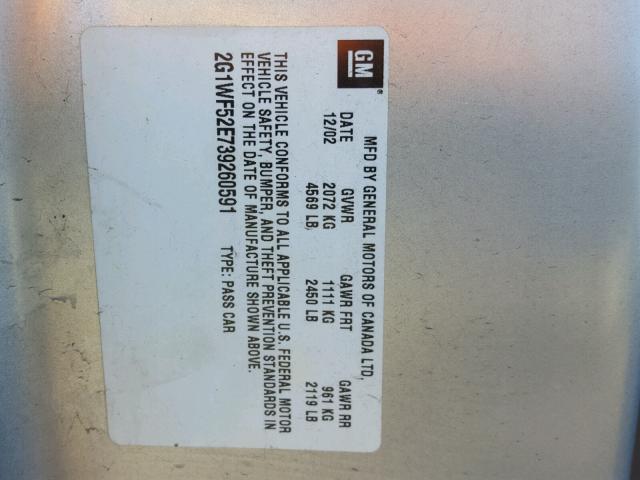 GM
MFD BY GENERAL MOTORS OF CANADA LTD.
DATE GVWR GAWR FRT GAWR RR
12/02 2072 KG 1111 KG 961 KG
4569 LB 2450 LB 2119 LB
THIS VEHICLE CONFORMS TO ALL APPLICABLE U.S. FEDERAL MOTOR
VEHICLE SAFETY, BUMPER, AND THEFT PREVENTION STANDARDS IN
EFFECT ON THE DATE OF MANUFACTURE SHOWN ABOVE.
2G1WF52E739260591 TYPE: PASS CAR